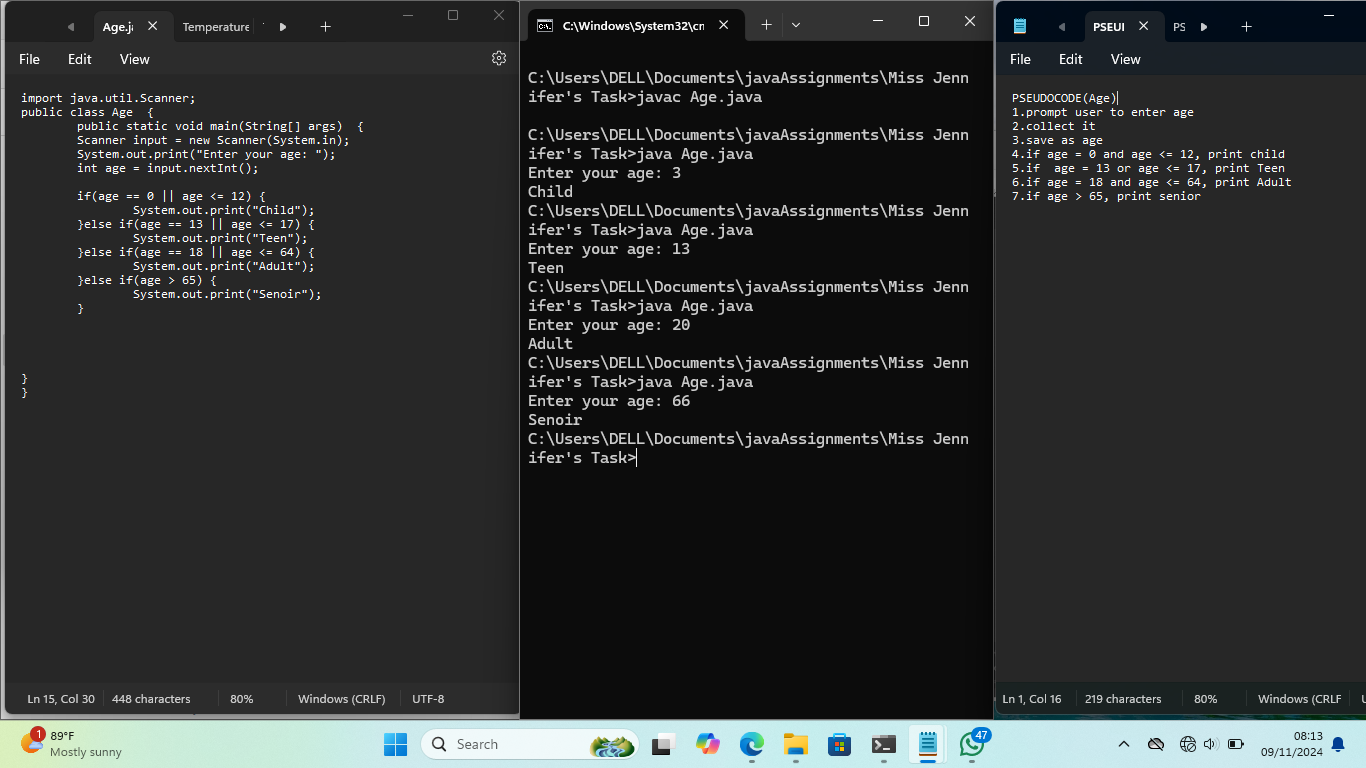 Age.j
Temperature
File
Edit
View
import java.util.Scanner;
public class Age  {
        public static void main(String[] args)  {
        Scanner input = new Scanner(System.in);
        System.out.print("Enter your age: ");
        int age = input.nextInt();
        if(age == 0 || age <= 12) {
                System.out.print("Child");
        }else if(age == 13 || age <= 17) {
                System.out.print("Teen");
        }else if(age == 18 || age <= 64) {
                System.out.print("Adult");
        }else if(age > 65) {
                System.out.print("Senoir");
        }
}
}
Ln 15, Col 30
448 characters
80%
Windows (CRLF)
UTF-8
C:\Windows\System32\cn
C:\Users\DELL\Documents\javaAssignments\Miss Jenn
ifer's Task>javac Age.java
C:\Users\DELL\Documents\javaAssignments\Miss Jenn
ifer's Task>java Age.java
Enter your age: 3
Child
C:\Users\DELL\Documents\javaAssignments\Miss Jenn
ifer's Task>java Age.java
Enter your age: 13
Teen
C:\Users\DELL\Documents\javaAssignments\Miss Jenn
ifer's Task>java Age.java
Enter your age: 20
Adult
C:\Users\DELL\Documents\javaAssignments\Miss Jenn
ifer's Task>java Age.java
Enter your age: 66
Senoir
C:\Users\DELL\Documents\javaAssignments\Miss Jenn
ifer's Task>
PSEUI
PS
File
Edit
View
PSEUDOCODE(Age)
1.prompt user to enter age
2.collect it
3.save as age
4.if age = 0 and age <= 12, print child
5.if  age = 13 or age <= 17, print Teen
6.if age = 18 and age <= 64, print Adult
7.if age > 65, print senior
Ln 1, Col 16
219 characters
80%
Windows (CRLF
1
89°F
Mostly sunny
Search
47
08:13
09/11/2024